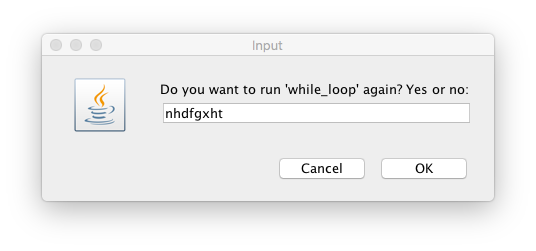 Input
Do you want to run 'while_loop' again? Yes or no:
nhdfgxht
Cancel OK